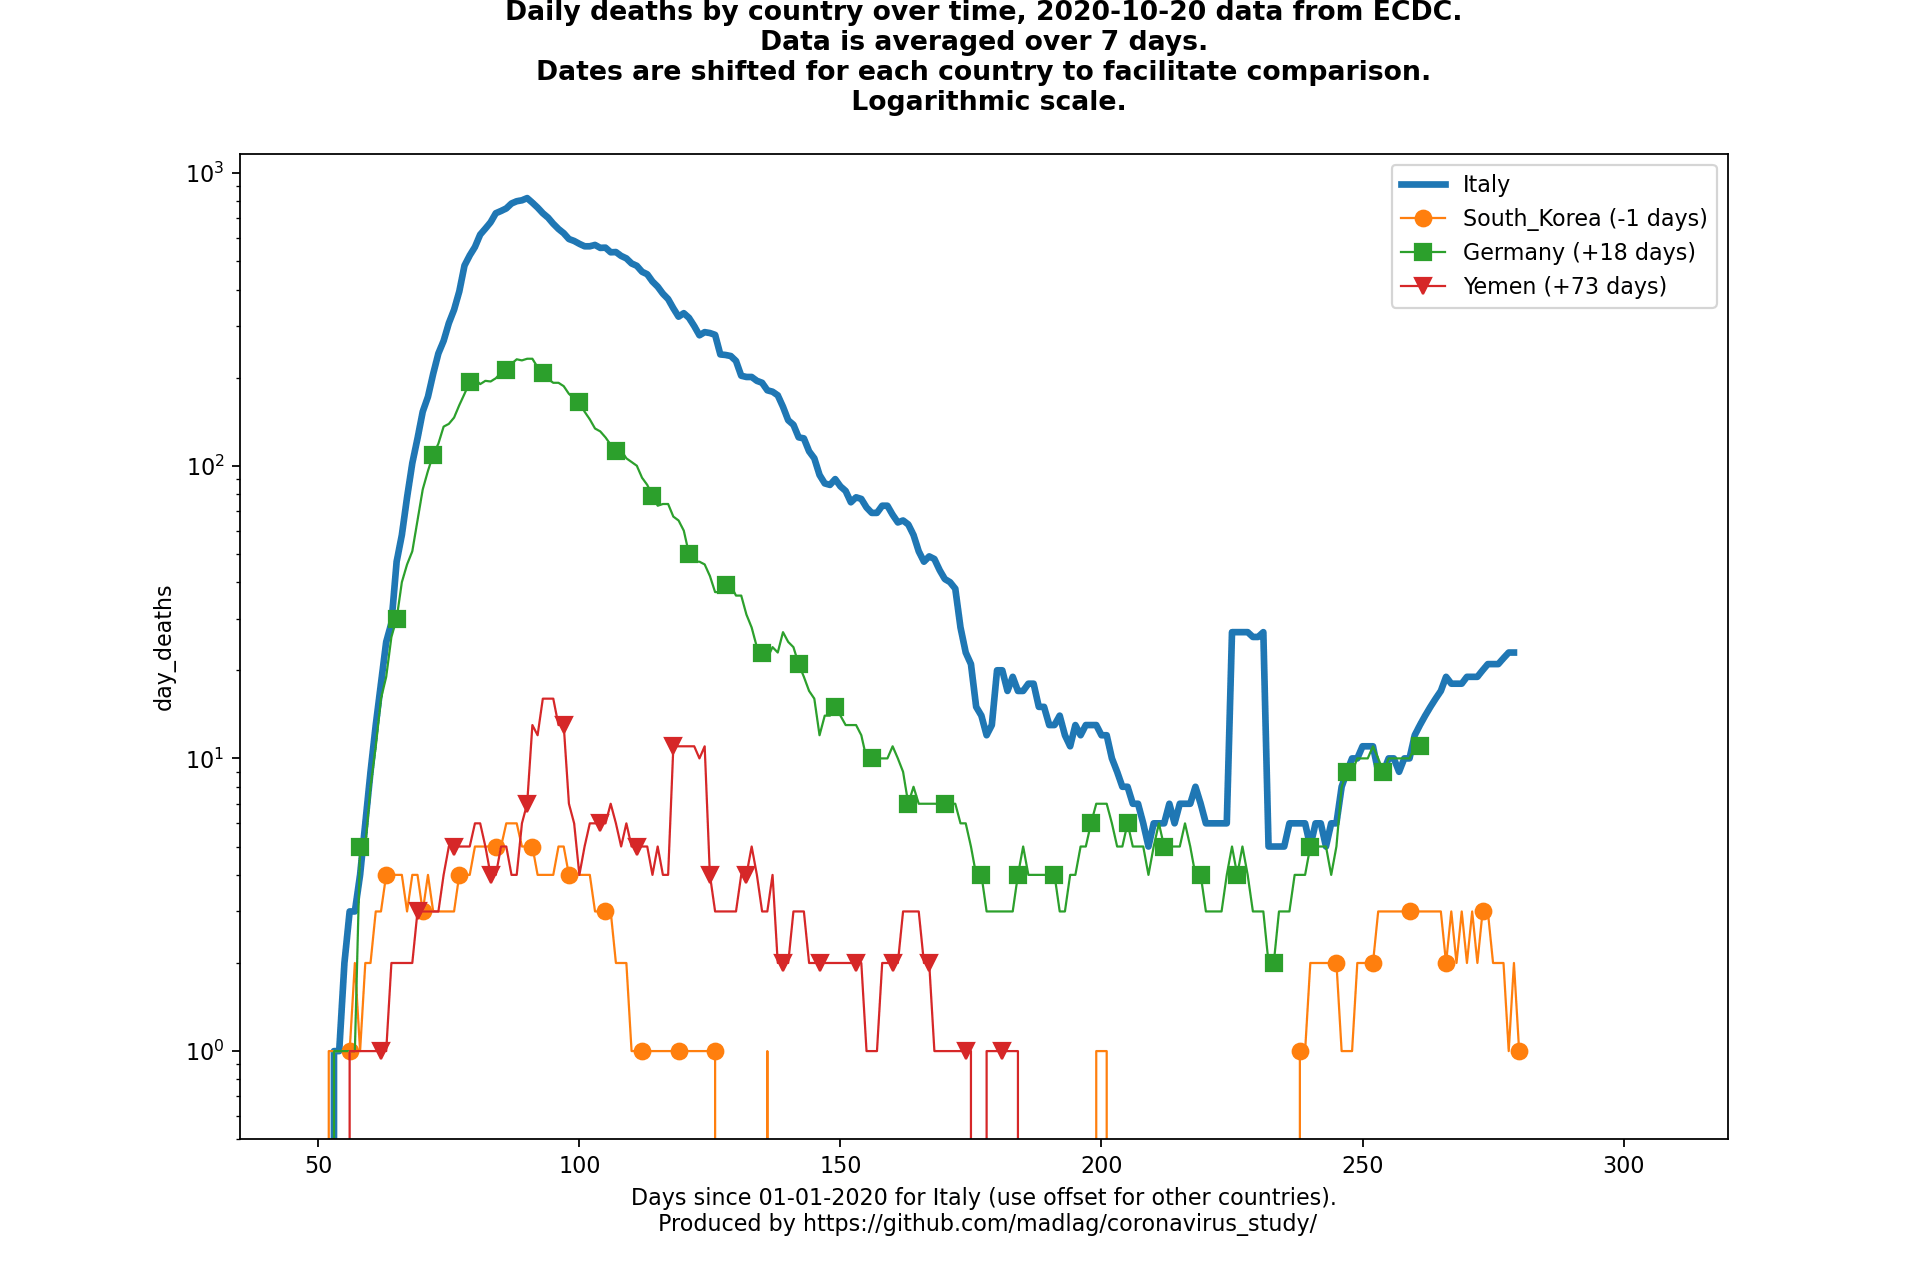 Daily deaths by country over time, 2020-10-20 data from ECDC.
Data is averaged over 7 days.
Dates are shifted for each country to facilitate comparison.
Logarithmic scale.
10³
10²
10¹
10⁰
day_deaths
Italy
South_Korea (-1 days)
Germany (+18 days)
Yemen (+73 days)
50 100 150 200 250 300
Days since 01-01-2020 for Italy (use offset for other countries).
Produced by https://github.com/madlag/coronavirus_study/